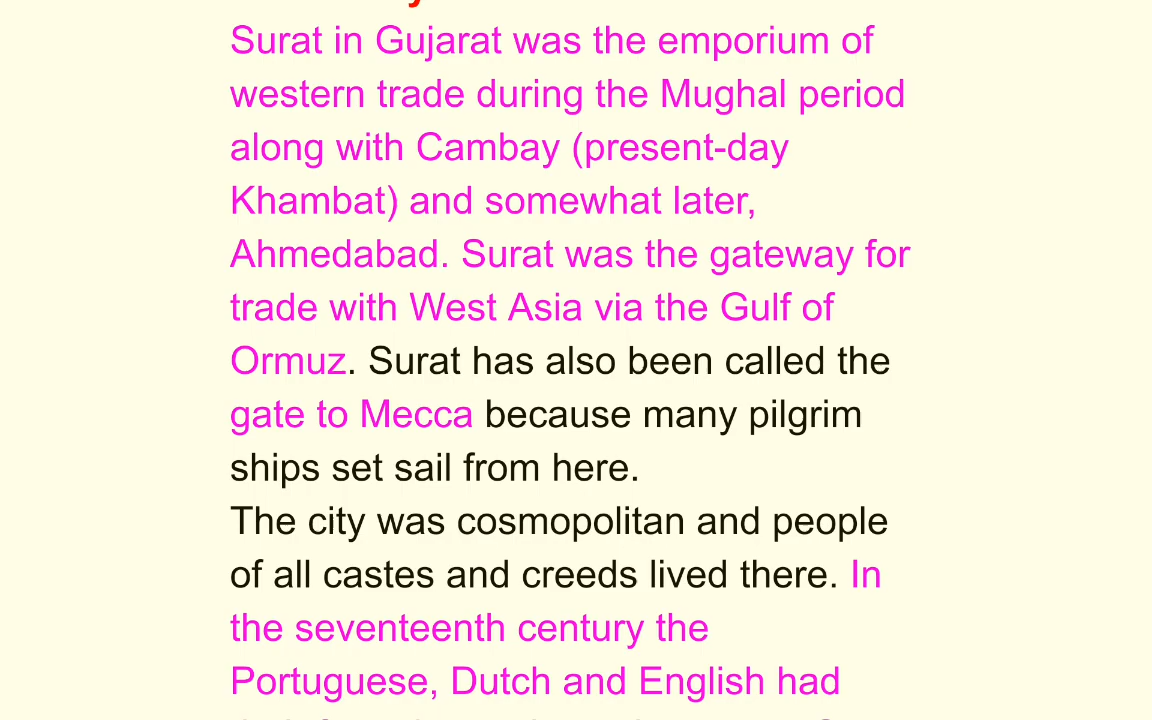 Surat in Gujarat was the emporium of
western trade during the Mughal period
along with Cambay (present-day
Khambat) and somewhat later,
Ahmedabad. Surat was the gateway for
trade with West Asia via the Gulf of
Ormuz. Surat has also been called the
gate to Mecca because many pilgrim
ships set sail from here.
The city was cosmopolitan and people
of all castes and creeds lived there. In
the seventeenth century the
Portuguese, Dutch and English had